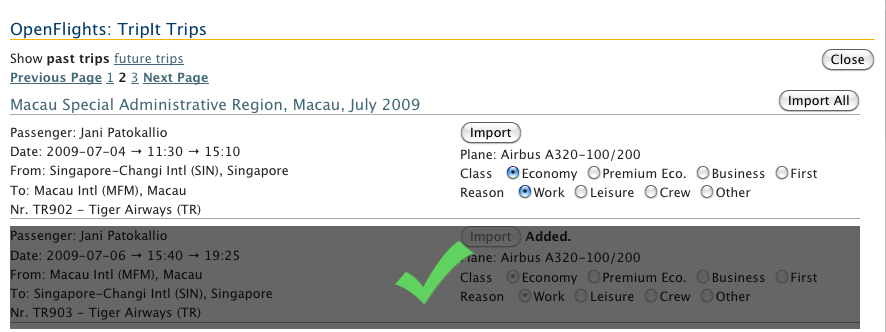 OpenFlights: TripIt Trips
Show past trips future trips
Close
Previous Page 1 2 3 Next Page
Macau Special Administrative Region, Macau, July 2009
Import All
Passenger: Jani Patokallio
Import
Date: 2009-07-04 → 11:30 → 15:10
Plane: Airbus A320-100/200
From: Singapore-Changi Intl (SIN), Singapore
Class Economy Premium Eco. Business First
To: Macau Intl (MFM), Macau
Reason Work Leisure Crew Other
Nr. TR902 - Tiger Airways (TR)
Passenger: Jani Patokallio
Import Added.
Date: 2009-07-06 → 15:40 → 19:25
Plane: Airbus A320-100/200
From: Macau Intl (MFM), Macau
Class Economy Premium Eco. Business First
To: Singapore-Changi Intl (SIN), Singapore
Reason Work Leisure Crew Other
Nr. TR903 - Tiger Airways (TR)